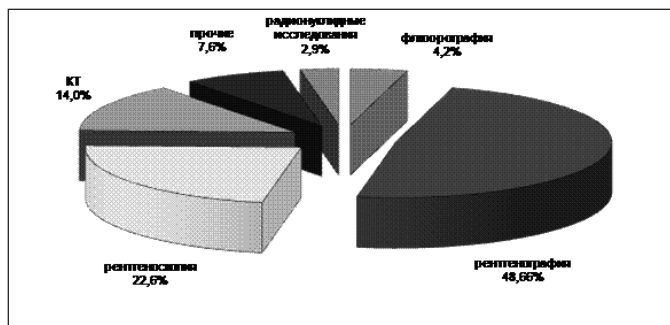 радионуклидные
исследования
2,9%
прочие
7,6%
флюорография
4,2%
КТ
14,0%
рентгеноскопия
22,6%
рентгенография
48,66%